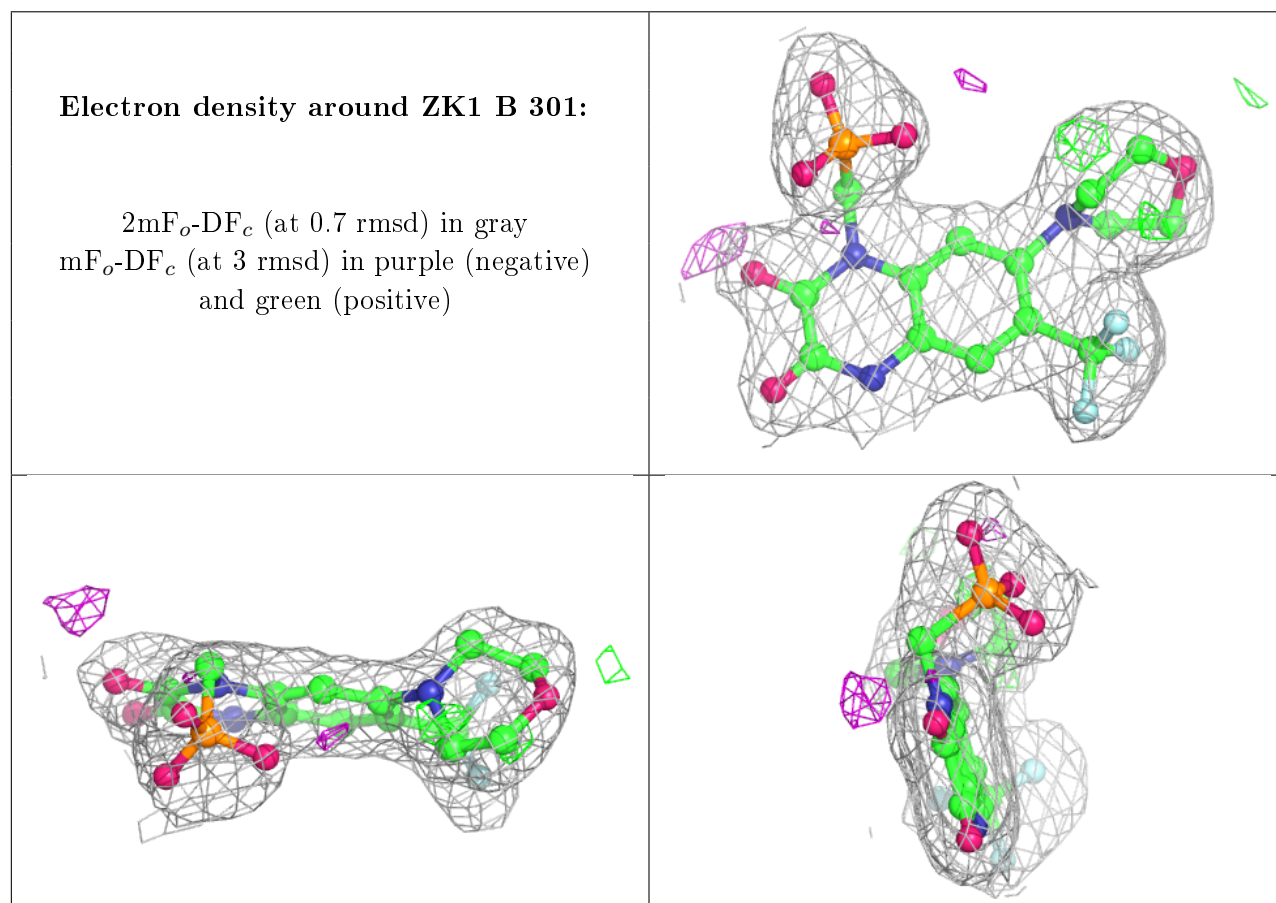 Electron density around ZK1 B 301:
2mFo-DFc (at 0.7 rmsd) in gray
mFo-DFc (at 3 rmsd) in purple (negative)
and green (positive)